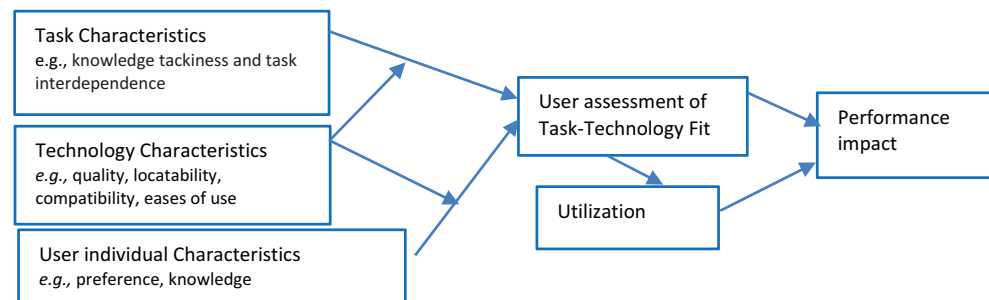 Task Characteristics
e.g., knowledge tackiness and task
interdependence
Technology Characteristics
e.g., quality, locatability,
compatibility, eases of use
User individual Characteristics
e.g., preference, knowledge
User assessment of
Task-Technology Fit
Utilization
Performance
impact